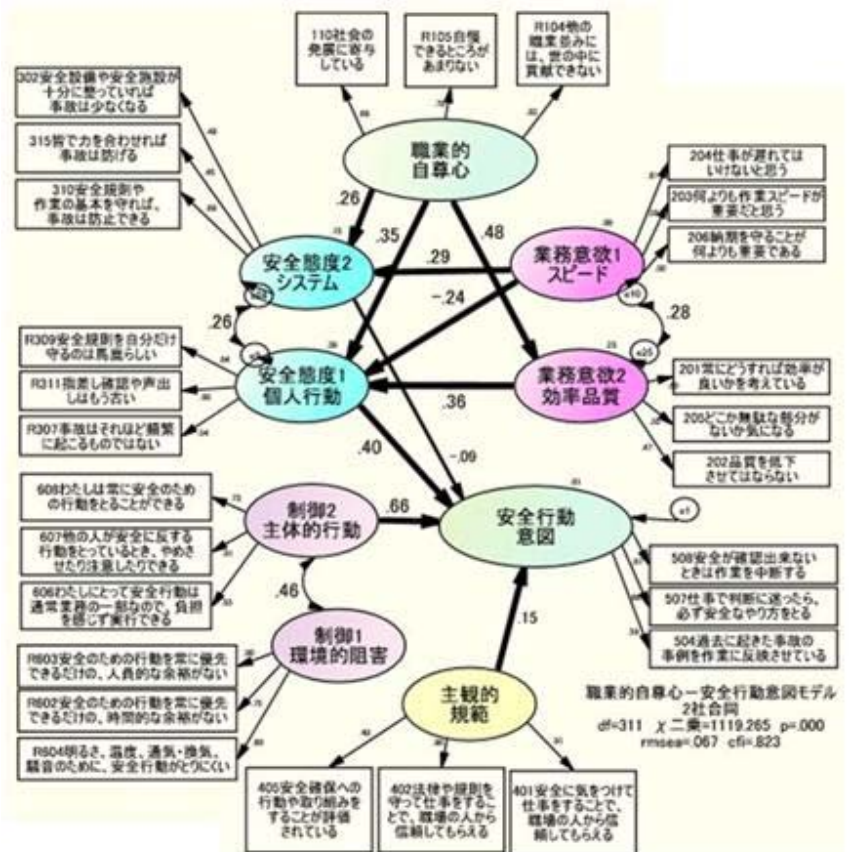 110社会の
発展に寄与
している
R105自慢
できるところが
あまりない
R104他の
職業並みに
は、世の中に
貢献できない
302安全設備や安全施設が
十分に整っていれば
事故は少なくなる
315皆で力を合わせれば
事故は防げる
310安全規則や
作業の基本を守れば、
事故は防止できる
職業的
自尊心
204仕事が遅れては
いけないと思う
203何よりも作業スピードが
重要だと思う
206納期を守ることが
何よりも重要である
.26
.35
.48
安全態度2
システム
.29
業務意欲1
スピード
-.24
.26
.28
R309安全規則を自分だけ
守るのは馬鹿らしい
R311指差し確認や声出
しはもう古い
R307事故はそれほど頻繁
に起こるものではない
安全態度1
個人行動
.36
業務意欲2
効率品質
201常にどうすれば効率が
良いかを考えている
205どこか無駄な部分が
ないか気になる
202品質を低下
させてはならない
.40
-.09
608わたしは常に安全のため
の行動をとることができる
607他の人が安全に反する
行動をとっているとき、やめさ
せたり注意したりできる
606わたしにとって安全行動は
通常業務の一部なので、負担
を感じず実行できる
制御2
主体的行動
.66
安全行動
意図
508安全が確認出来ない
ときは作業を中断する
507仕事で判断に迷ったら、
必ず安全なやり方をとる
504過去に起きた事故の
事例を作業に反映させている
.46
.15
制御1
環境的阻害
R603安全のための行動を常に優先
できるだけの、人員的な余裕がない
R602安全のための行動を常に優先
できるだけの、時間的な余裕がない
R604明るさ、温度、通気・換気、
騒音のために、安全行動がとりにくい
主観的
規範
職業的自尊心ー安全行動意図モデル
2社合同
df=311 χ二乗=1119.265 p=.000
rmsea=.067 cfi=.823
405安全確保への
行動や取り組みを
することが評価
されている
402法律や規則を
守って仕事をするこ
とで、職場の人から
信頼してもらえる
401安全に気をつけて
仕事をすることで、
職場の人から信
頼してもらえる